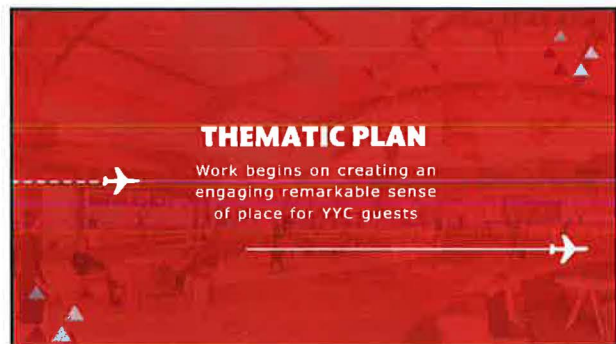 THEMATIC PLAN
Work begins on creating an
engaging remarkable sense
of place for YYC guests